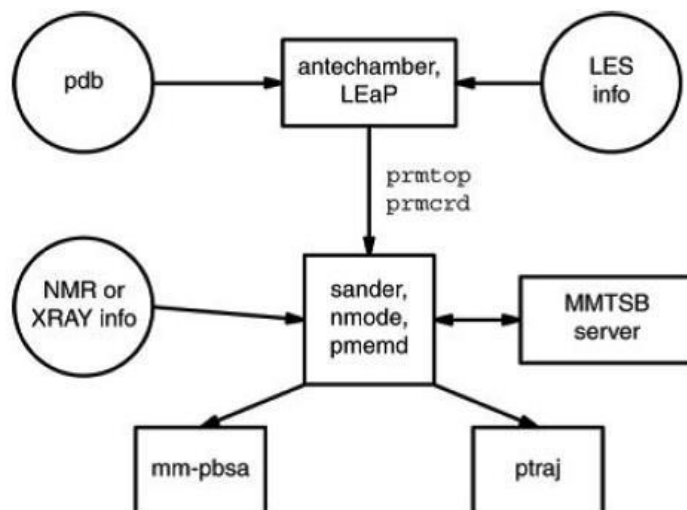 pdb
antechamber,
LEaP
LES
info
prmtop
prmcrd
NMR or
XRAY info
sander,
nmode,
pmemd
MMTSB
server
mm-pbsa
ptraj